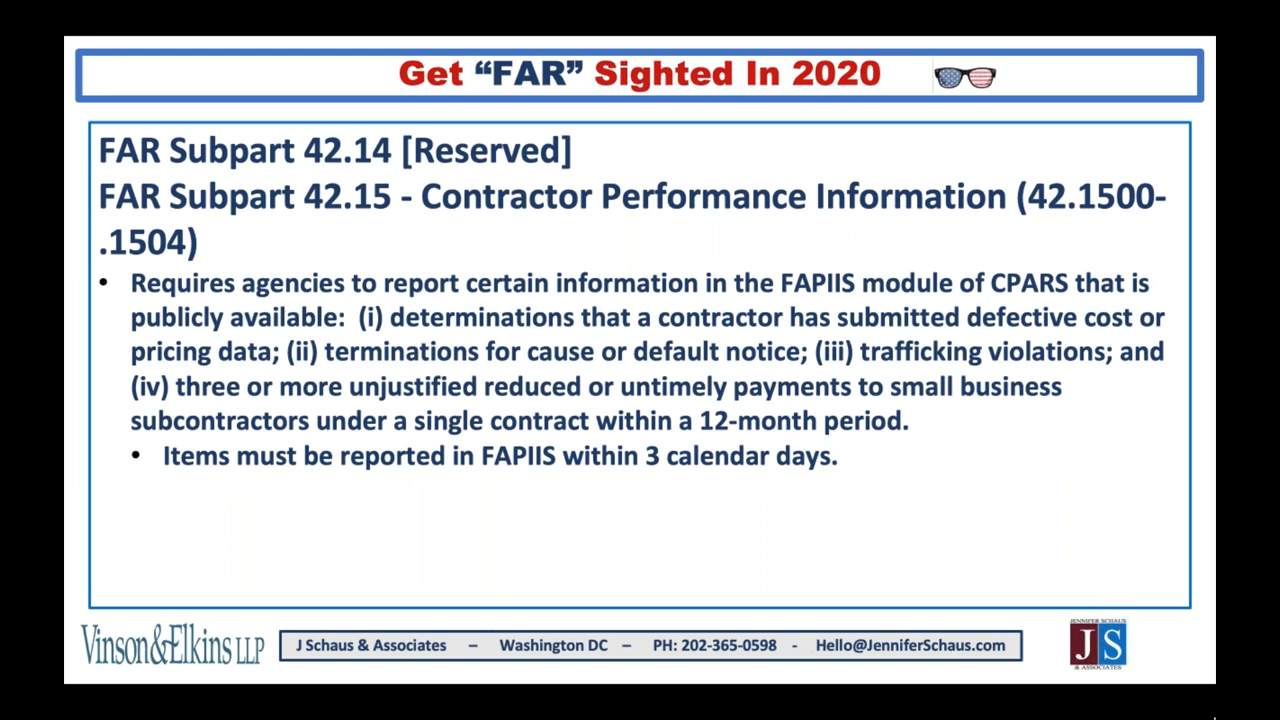 Get “FAR” Sighted In 2020
FAR Subpart 42.14 [Reserved]
FAR Subpart 42.15 - Contractor Performance Information (42.1500-
.1504)
• Requires agencies to report certain information in the FAPIIS module of CPARS that is
publicly available:  (i) determinations that a contractor has submitted defective cost or
pricing data; (ii) terminations for cause or default notice; (iii) trafficking violations; and
(iv) three or more unjustified reduced or untimely payments to small business
subcontractors under a single contract within a 12-month period.
• Items must be reported in FAPIIS within 3 calendar days.
Vinson&Elkins LLP
J Schaus & Associates – Washington DC – PH: 202-365-0598 - Hello@JenniferSchaus.com
JENNIFER SCHAUS
JS
& ASSOCIATES